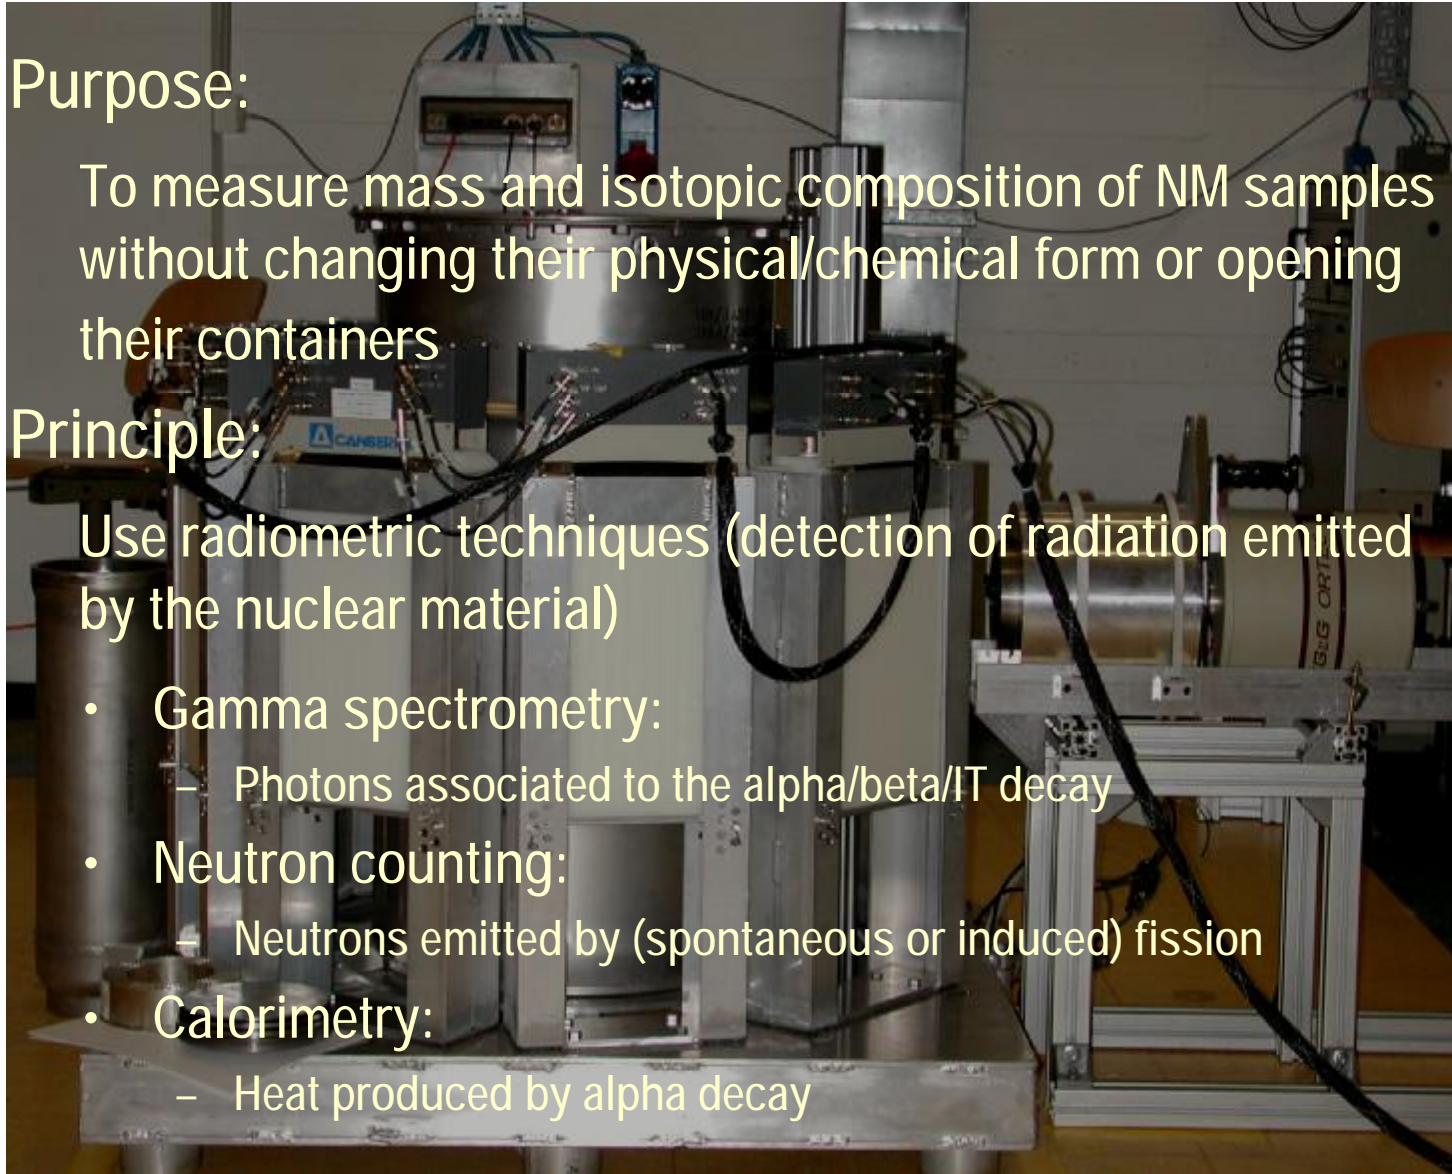 Purpose:
To measure mass and isotopic composition of NM samples
without changing their physical/chemical form or opening
their containers
Principle:
CANBERRA
Use radiometric techniques (detection of radiation emitted
by the nuclear material)
EG&G ORTEC
• Gamma spectrometry:
– Photons associated to the alpha/beta/IT decay
• Neutron counting:
– Neutrons emitted by (spontaneous or induced) fission
• Calorimetry:
– Heat produced by alpha decay